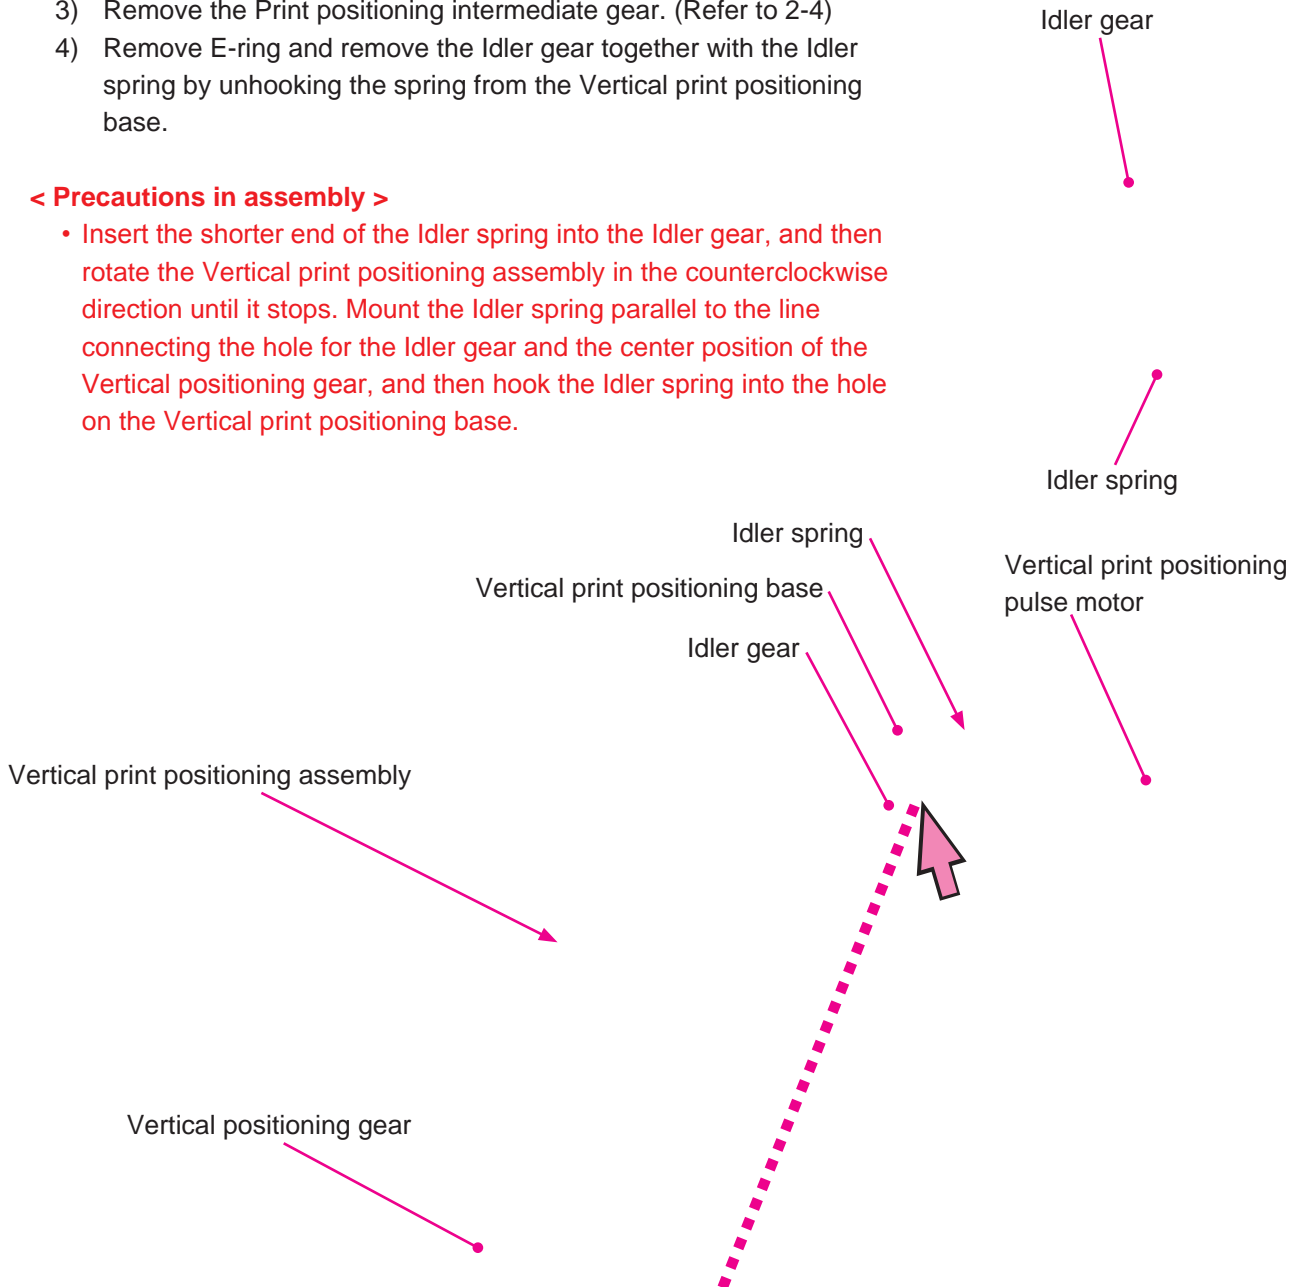 3) Remove the Print positioning intermediate gear. (Refer to 2-4)
4) Remove E-ring and remove the Idler gear together with the Idler
spring by unhooking the spring from the Vertical print positioning
base.
< Precautions in assembly >
• Insert the shorter end of the Idler spring into the Idler gear, and then
rotate the Vertical print positioning assembly in the counterclockwise
direction until it stops. Mount the Idler spring parallel to the line
connecting the hole for the Idler gear and the center position of the
Vertical positioning gear, and then hook the Idler spring into the hole
on the Vertical print positioning base.
Idler gear
Idler spring
Idler spring
Vertical print positioning base
Idler gear
Vertical print positioning
pulse motor
Vertical print positioning assembly
Vertical positioning gear